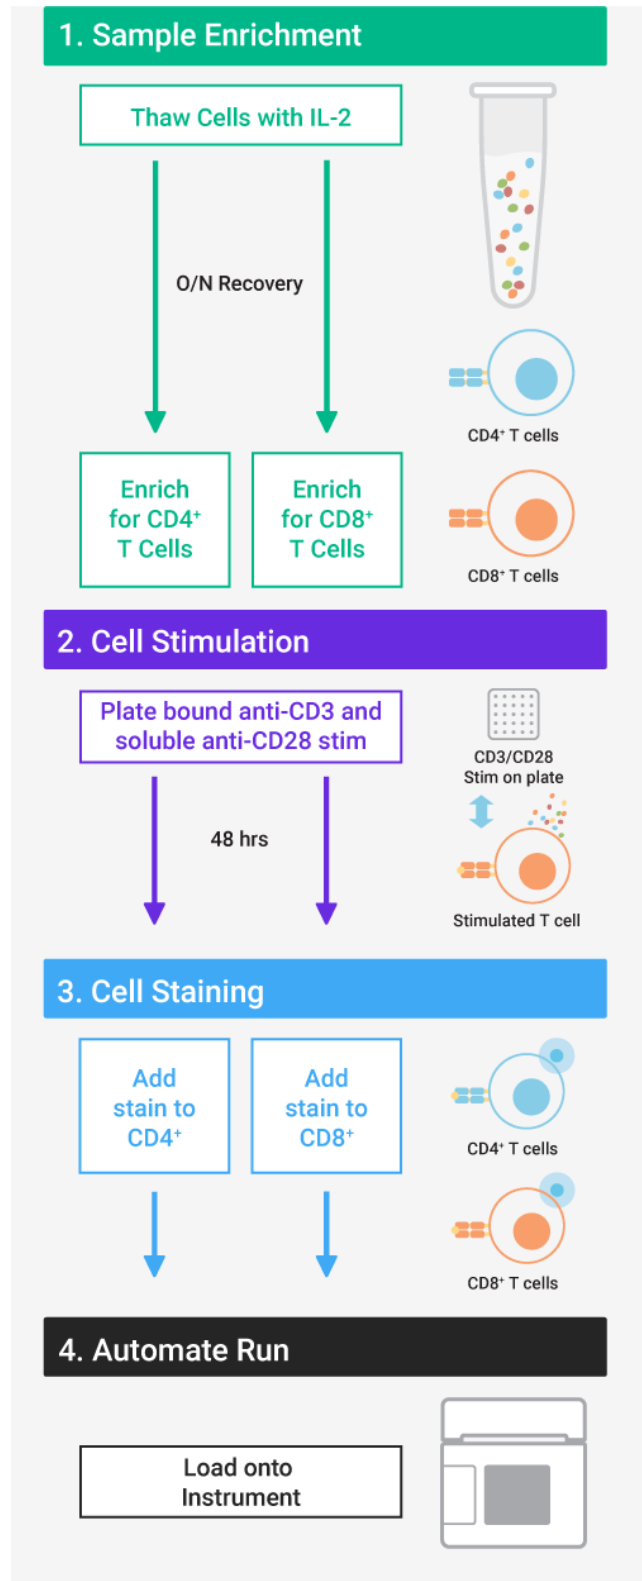 1. Sample Enrichment
Thaw Cells with IL-2
O/N Recovery
CD4⁺ T cells
Enrich
for CD4⁺
T Cells
Enrich
for CD8⁺
T Cells
CD8⁺ T cells
2. Cell Stimulation
Plate bound anti-CD3 and
soluble anti-CD28 stim
CD3/CD28
Stim on plate
48 hrs
Stimulated T cell
3. Cell Staining
Add
stain to
CD4⁺
Add
stain to
CD8⁺
CD4⁺ T cells
CD8⁺ T cells
4. Automate Run
Load onto
Instrument